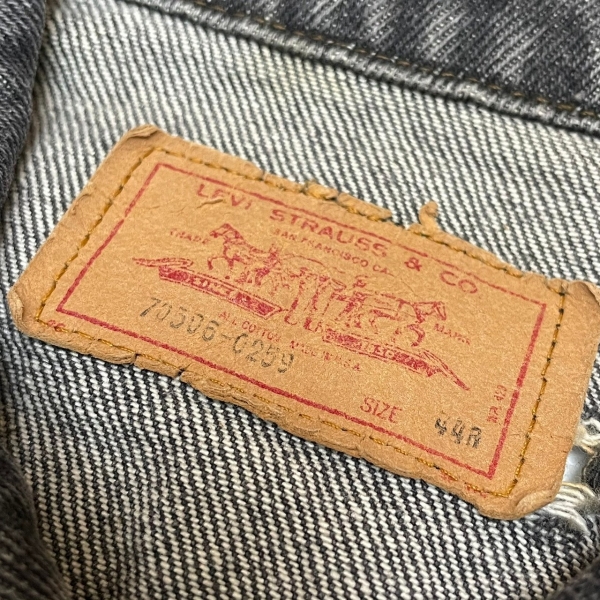 LEVI STRAUSS & CO.
SAN FRANCISCO CAL.
TRADE MARK
70506-0259
ALL COTTON MADE IN U.S.A.
SIZE 44R